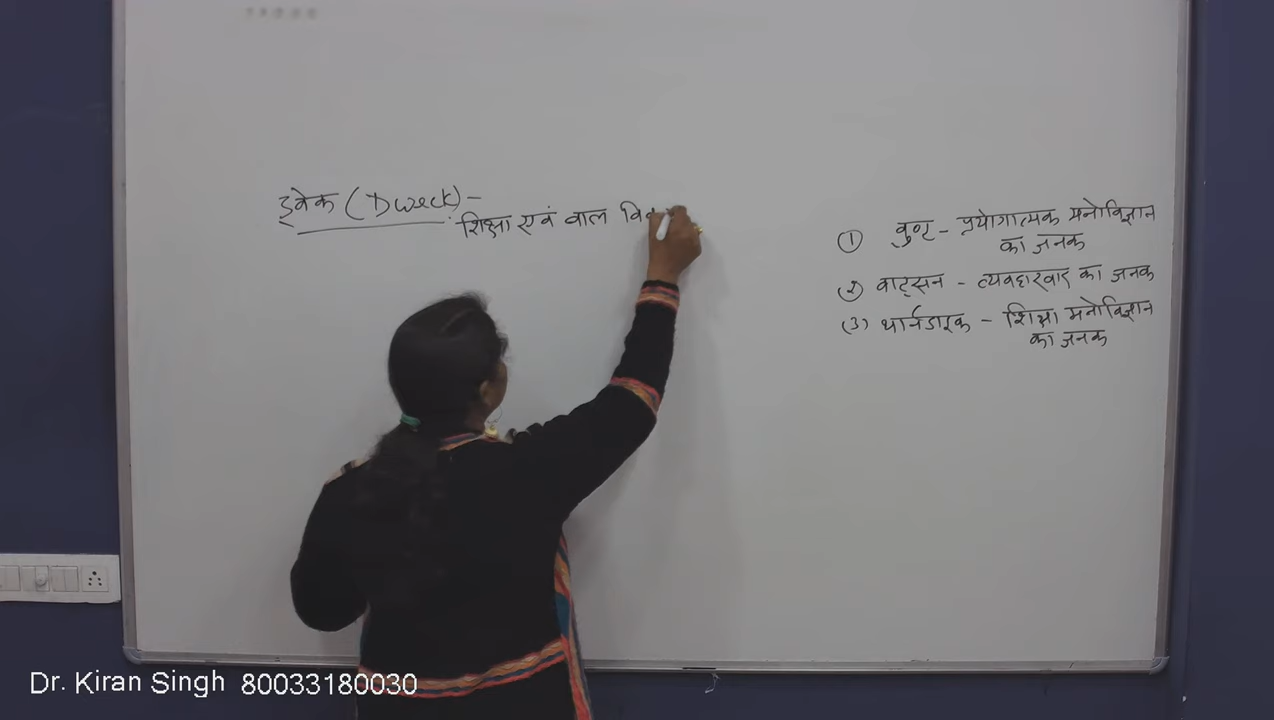 ड्वेक (Dweck) -
शिक्षा एवं बाल
① वुण्ट - प्रयोगात्मक मनोविज्ञान
का जनक
② वाट्सन - व्यवहारवाद का जनक
(3) थार्नडाइक - शिक्षा मनोविज्ञान
का जनक
Dr. Kiran Singh 80033180030